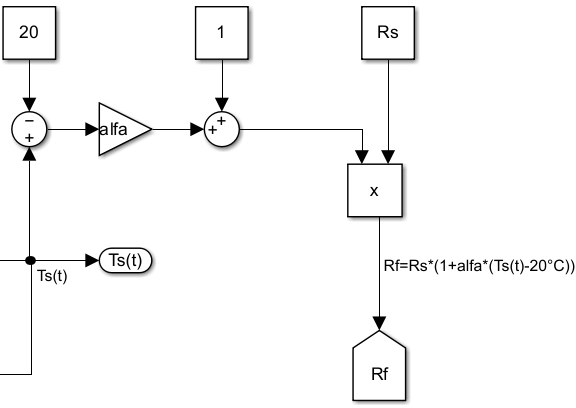 20
1
Rs
−
+
alfa
+
+
x
Ts(t)
Ts(t)
Rf=Rs*(1+alfa*(Ts(t)-20°C))
Rf